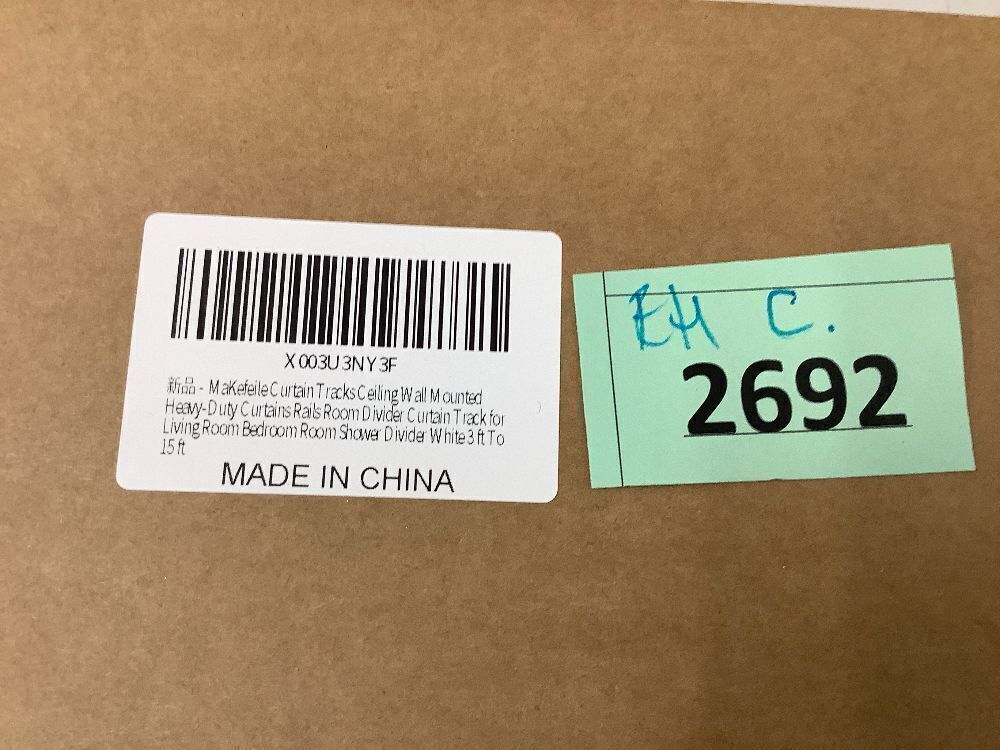 X003U3NY3F
新品 - MaKefeile Curtain Tracks Ceiling Wall Mounted
Heavy-Duty Curtains Rails Room Divider Curtain Track for
Living Room Bedroom Room Shower Divider White 3 ft To
15 ft
MADE IN CHINA
EH C.
2692